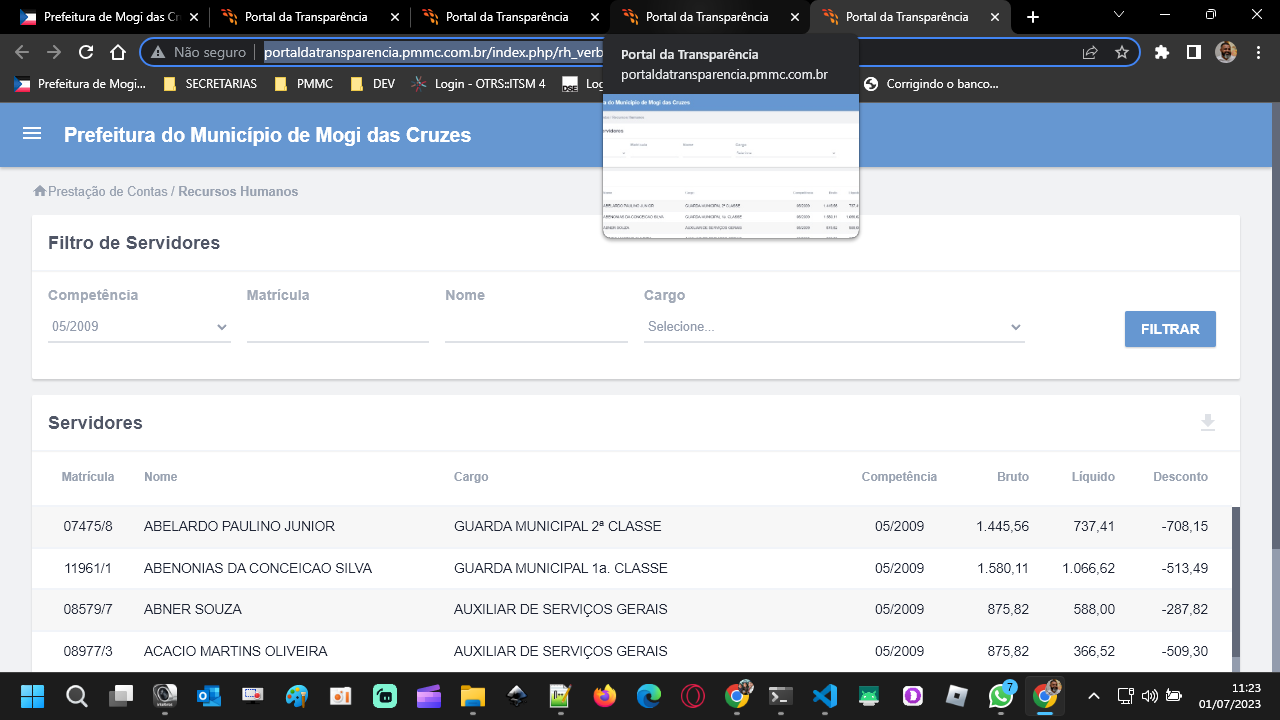 Prefeitura Municipal de C
Portal da Transparência
Portal da Transparência
Portal da Transparência
Portal da Transparência
Não seguro
portaldatransparencia.pmmc.com.br/index.php/rh_verb
Portal da Transparência
portaldatransparencia.pmmc.com.br
Prefeitura de Mogi...
SECRETARIAS
PMMC
DEV
Login - OTRS::ITSM 4
Corrigindo o banco...
Prefeitura do Município de Mogi das Cruzes
Prestação de Contas / Recursos Humanos
Filtro de Servidores
Competência Matrícula Nome Cargo
05/2009 Selecione... FILTRAR
Servidores
Matrícula Nome Cargo Competência Bruto Líquido Desconto
07475/8 ABELARDO PAULINO JUNIOR GUARDA MUNICIPAL 2ª CLASSE 05/2009 1.445,56 737,41 -708,15
11961/1 ABENONIAS DA CONCEICAO SILVA GUARDA MUNICIPAL 1a. CLASSE 05/2009 1.580,11 1.066,62 -513,49
08579/7 ABNER SOUZA AUXILIAR DE SERVIÇOS GERAIS 05/2009 875,82 588,00 -287,82
08977/3 ACACIO MARTINS OLIVEIRA AUXILIAR DE SERVIÇOS GERAIS 05/2009 875,82 366,52 -509,30
7
11:33
01/07/2023